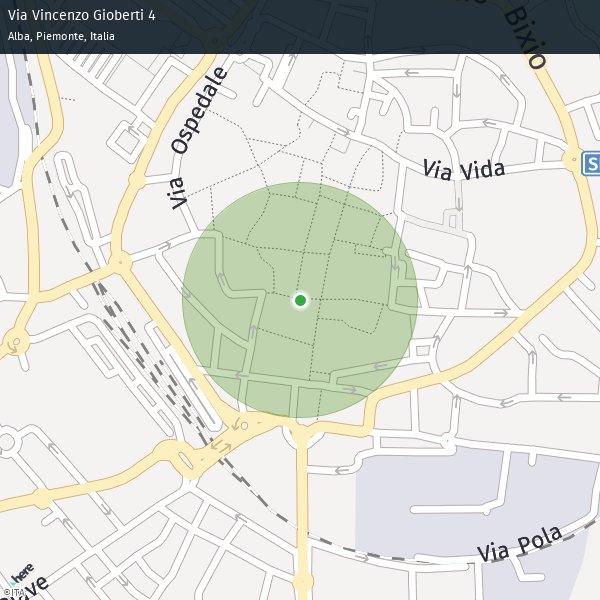 Via Vincenzo Gioberti 4
Alba, Piemonte, Italia
Bixio
Via Ospedale
Via Vida
Via Pola
here
© ITA